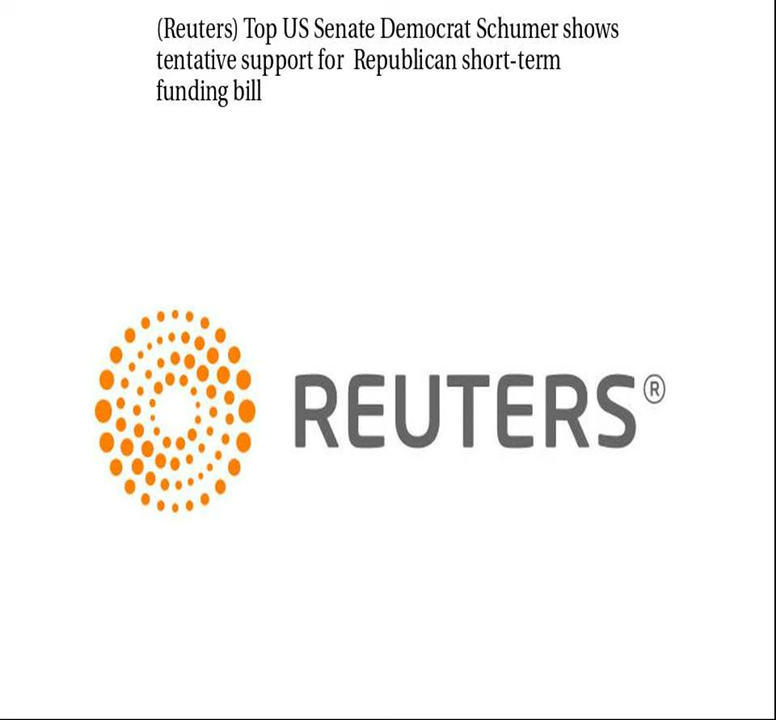 (Reuters) Top US Senate Democrat Schumer shows
tentative support for  Republican short-term
funding bill
REUTERS®